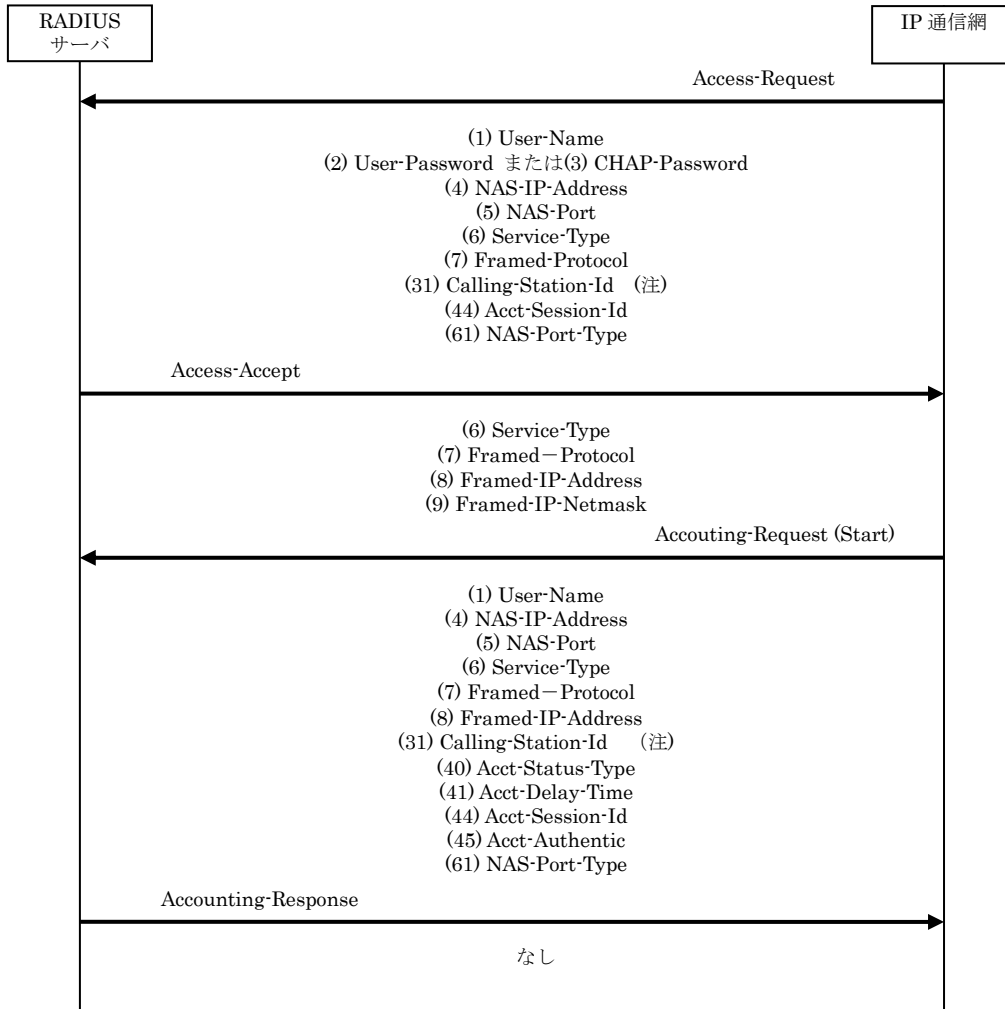 RADIUS
サーバ
IP 通信網
Access-Request
(1) User-Name
(2) User-Password または(3) CHAP-Password
(4) NAS-IP-Address
(5) NAS-Port
(6) Service-Type
(7) Framed-Protocol
(31) Calling-Station-Id (注)
(44) Acct-Session-Id
(61) NAS-Port-Type
Access-Accept
(6) Service-Type
(7) Framed－Protocol
(8) Framed-IP-Address
(9) Framed-IP-Netmask
Accouting-Request (Start)
(1) User-Name
(4) NAS-IP-Address
(5) NAS-Port
(6) Service-Type
(7) Framed－Protocol
(8) Framed-IP-Address
(31) Calling-Station-Id （注)
(40) Acct-Status-Type
(41) Acct-Delay-Time
(44) Acct-Session-Id
(45) Acct-Authentic
(61) NAS-Port-Type
Accounting-Response
なし